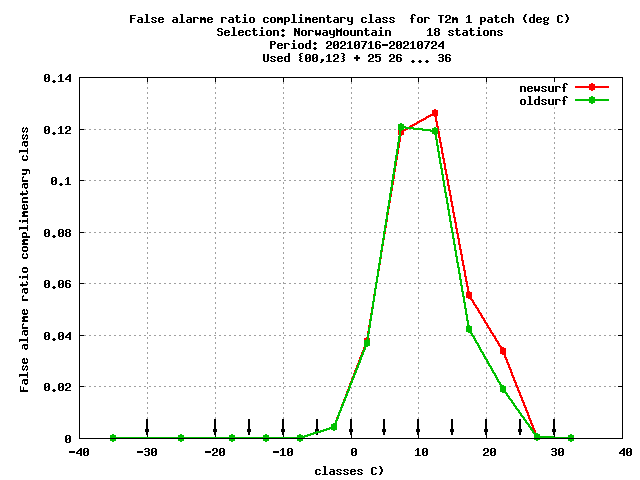 False alarme ratio complimentary class  for T2m 1 patch (deg C)
Selection: NorwayMountain     18 stations
Period: 20210716-20210724
Used {00,12} + 25 26 ... 36
newsurf
oldsurf
False alarme ratio complimentary class
0.14
0.12
0.1
0.08
0.06
0.04
0.02
0
-40 -30 -20 -10 0 10 20 30 40
classes C)